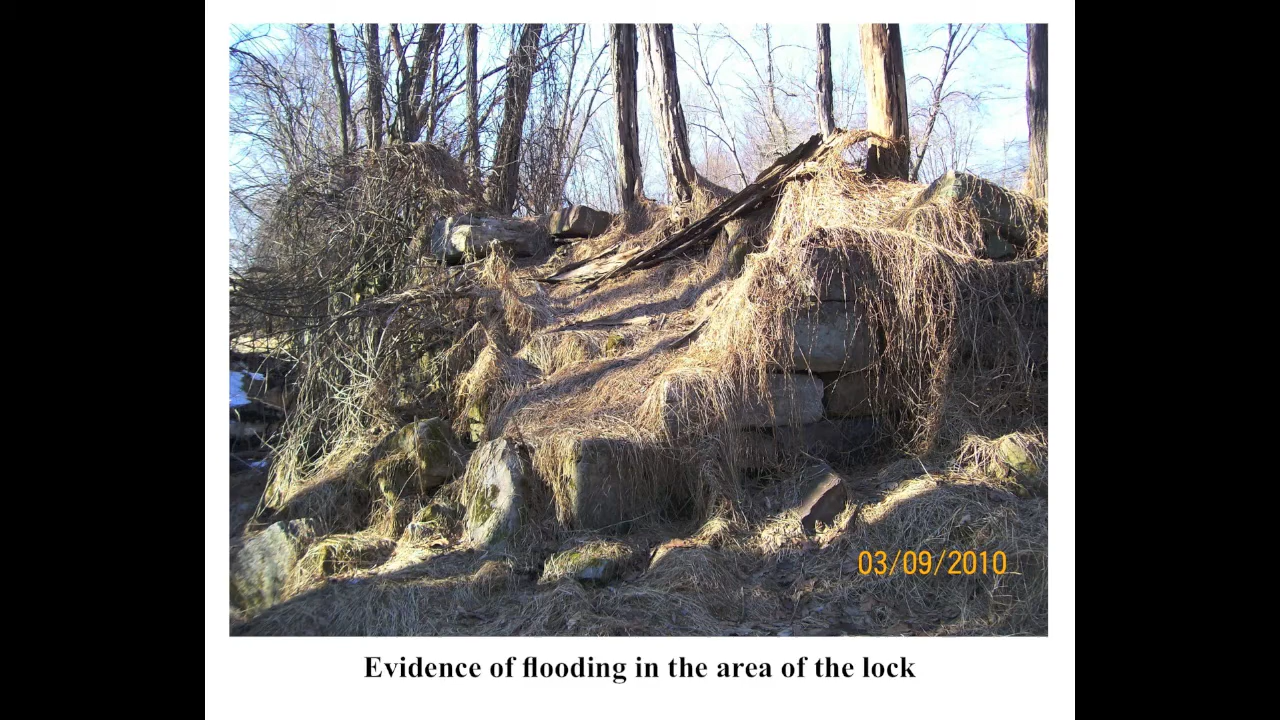 03/09/2010
Evidence of flooding in the area of the lock